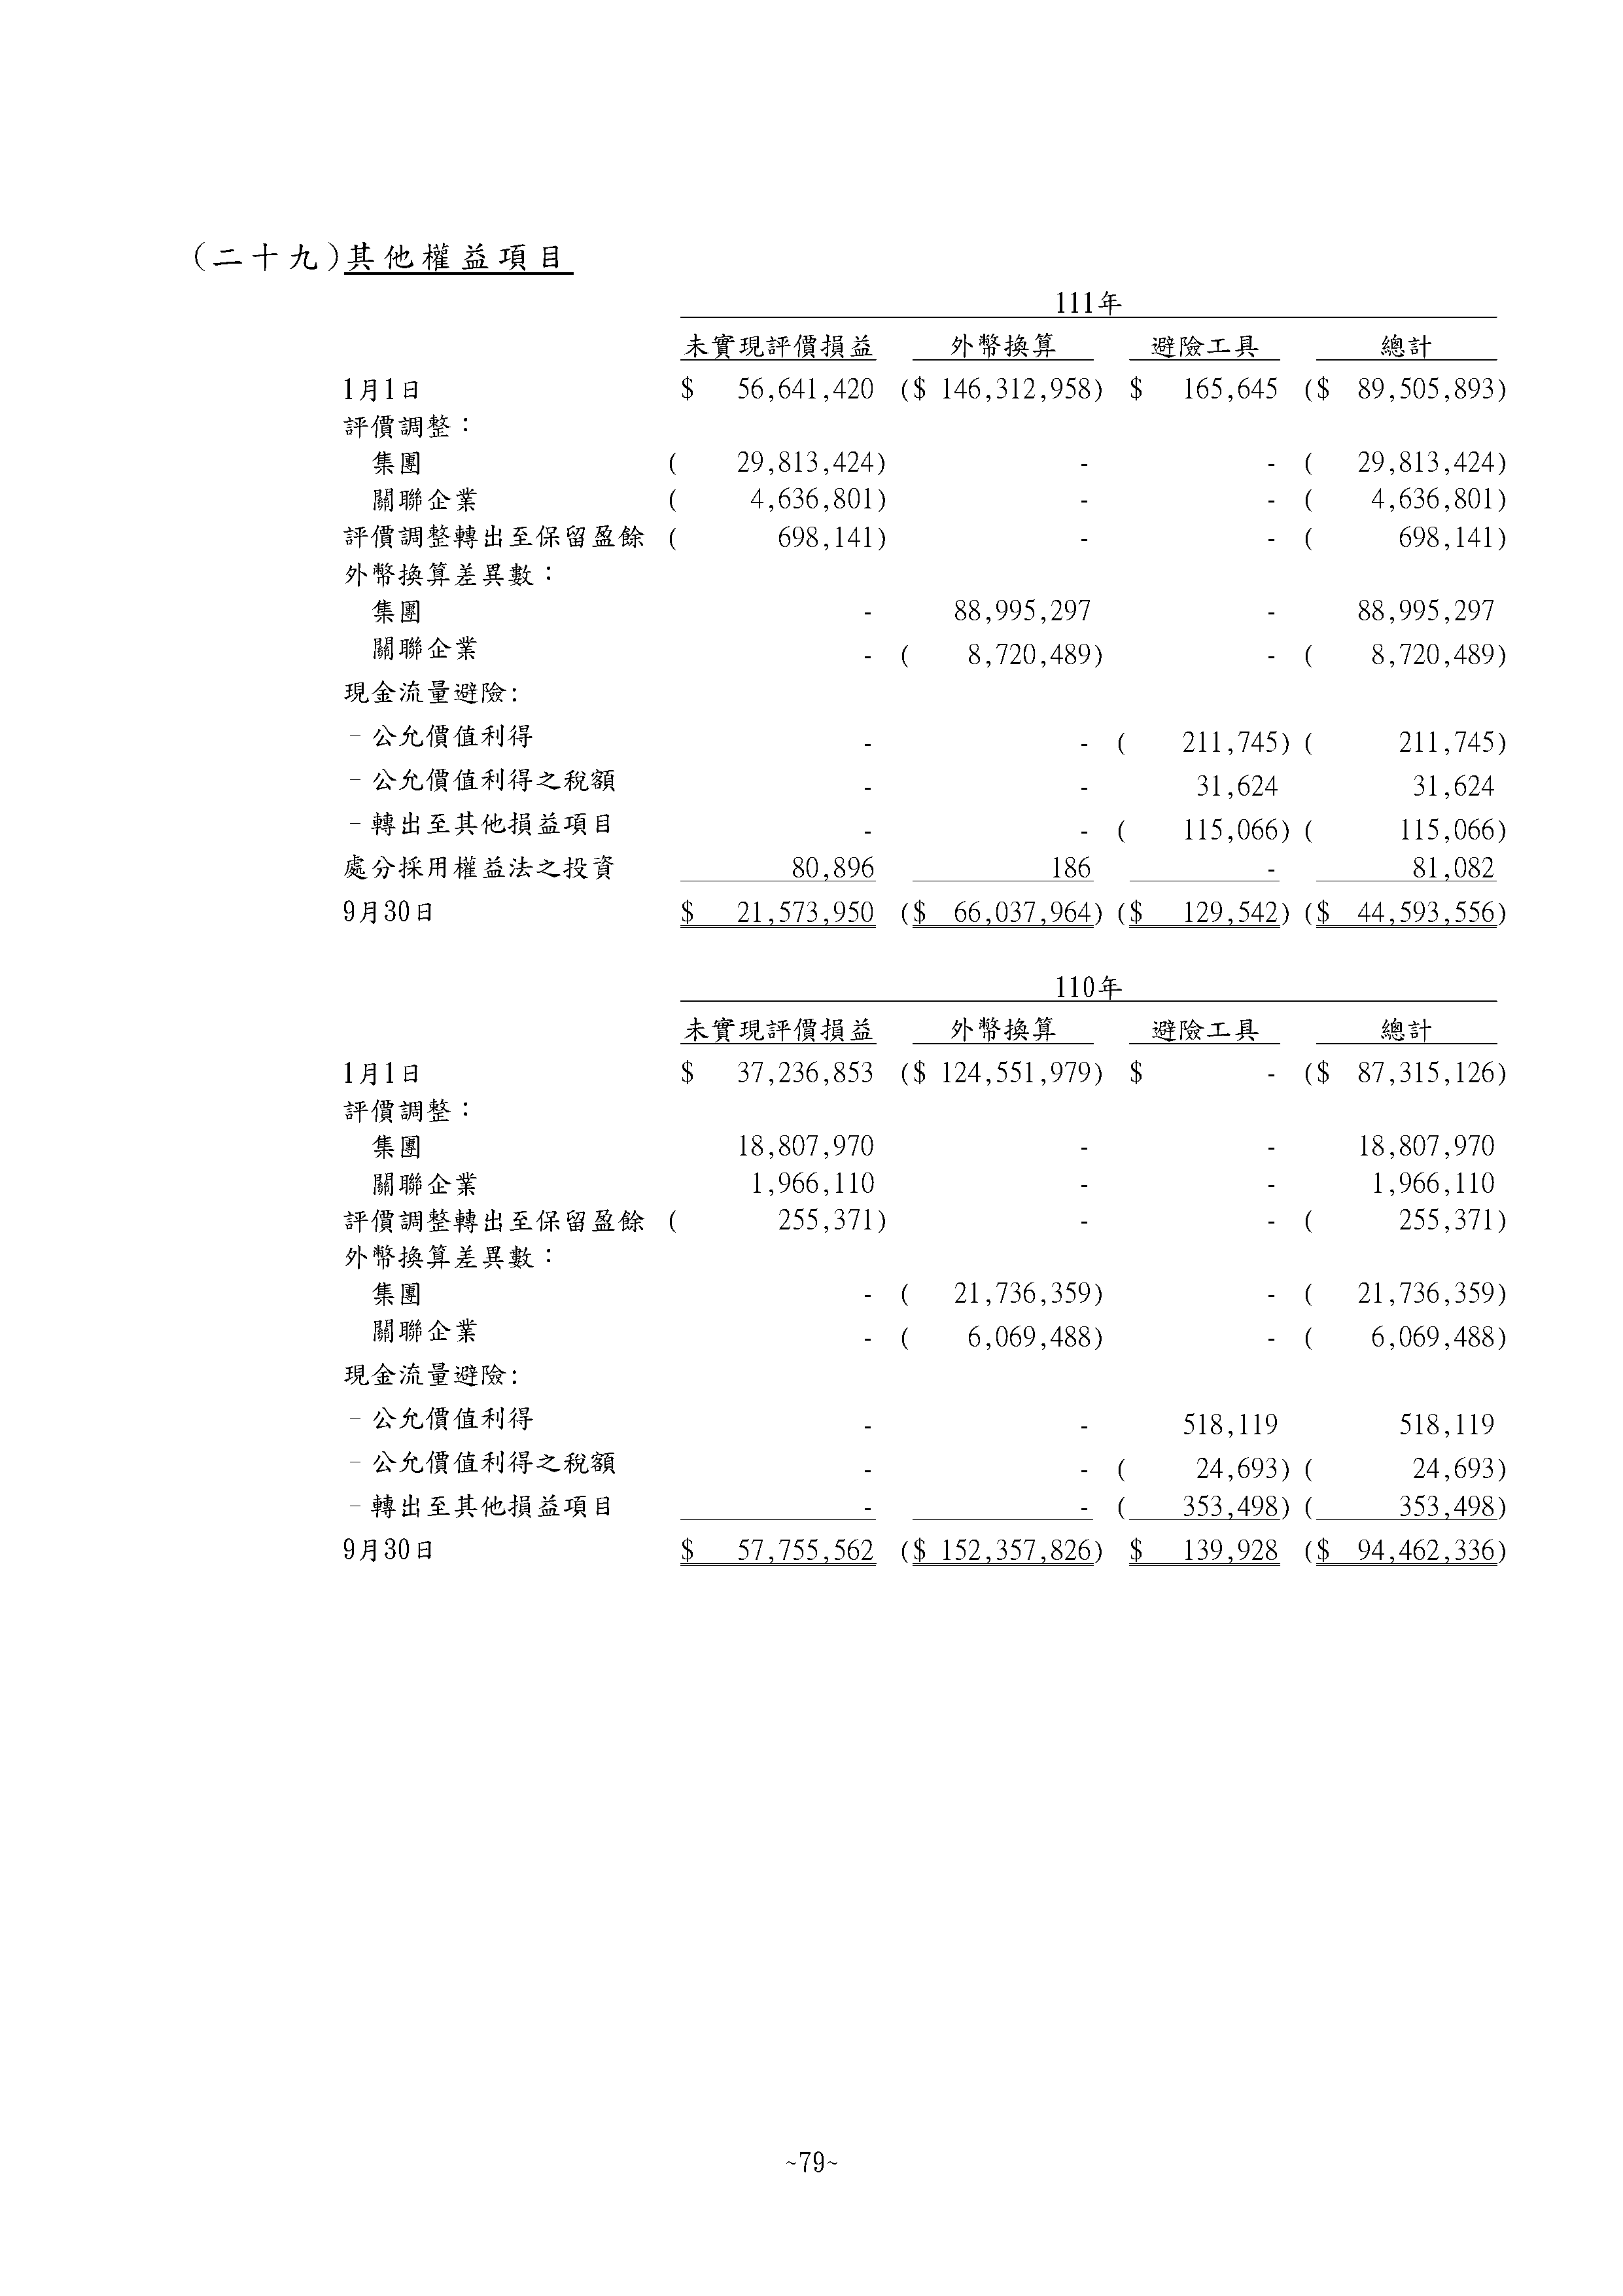 (二十九)其他權益項目
111年
未實現評價損益 外幣換算 避險工具 總計
1月1日 $ 56,641,420 ($ 146,312,958) $ 165,645 ($ 89,505,893)
評價調整：
集團 ( 29,813,424) - - ( 29,813,424)
關聯企業 ( 4,636,801) - - ( 4,636,801)
評價調整轉出至保留盈餘 ( 698,141) - - ( 698,141)
外幣換算差異數：
集團 - 88,995,297 - 88,995,297
關聯企業 - ( 8,720,489) - ( 8,720,489)
現金流量避險:
–公允價值利得 - - ( 211,745) ( 211,745)
–公允價值利得之稅額 - - 31,624 31,624
–轉出至其他損益項目 - - ( 115,066) ( 115,066)
處分採用權益法之投資 80,896 186 - 81,082
9月30日 $ 21,573,950 ($ 66,037,964) ($ 129,542) ($ 44,593,556)
110年
未實現評價損益 外幣換算 避險工具 總計
1月1日 $ 37,236,853 ($ 124,551,979) $ - ($ 87,315,126)
評價調整：
集團 18,807,970 - - 18,807,970
關聯企業 1,966,110 - - 1,966,110
評價調整轉出至保留盈餘 ( 255,371) - - ( 255,371)
外幣換算差異數：
集團 - ( 21,736,359) - ( 21,736,359)
關聯企業 - ( 6,069,488) - ( 6,069,488)
現金流量避險:
–公允價值利得 - - 518,119 518,119
–公允價值利得之稅額 - - ( 24,693) ( 24,693)
–轉出至其他損益項目 - - ( 353,498) ( 353,498)
9月30日 $ 57,755,562 ($ 152,357,826) $ 139,928 ($ 94,462,336)
~79~